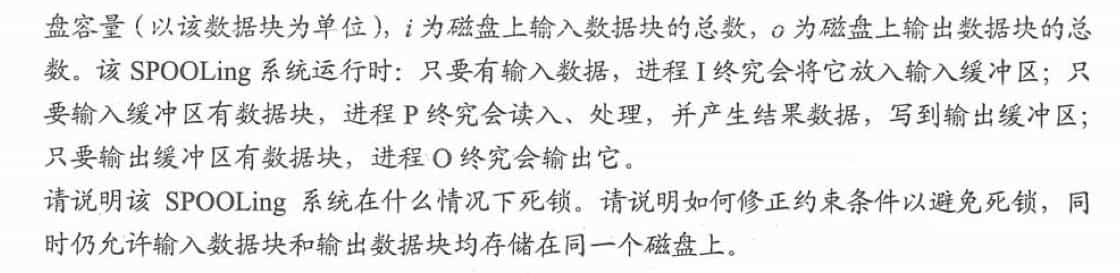 盘容量（以该数据块为单位），i 为磁盘上输入数据块的总数，o 为磁盘上输出数据块的总
数。该 SPOOLing 系统运行时：只要有输入数据，进程 I 终究会将它放入输入缓冲区；只
要输入缓冲区有数据块，进程 P 终究会读入、处理，并产生结果数据，写到输出缓冲区；
只要输出缓冲区有数据块，进程 O 终究会输出它。
请说明该 SPOOLing 系统在什么情况下死锁。请说明如何修正约束条件以避免死锁，同
时仍允许输入数据块和输出数据块均存储在同一个磁盘上。